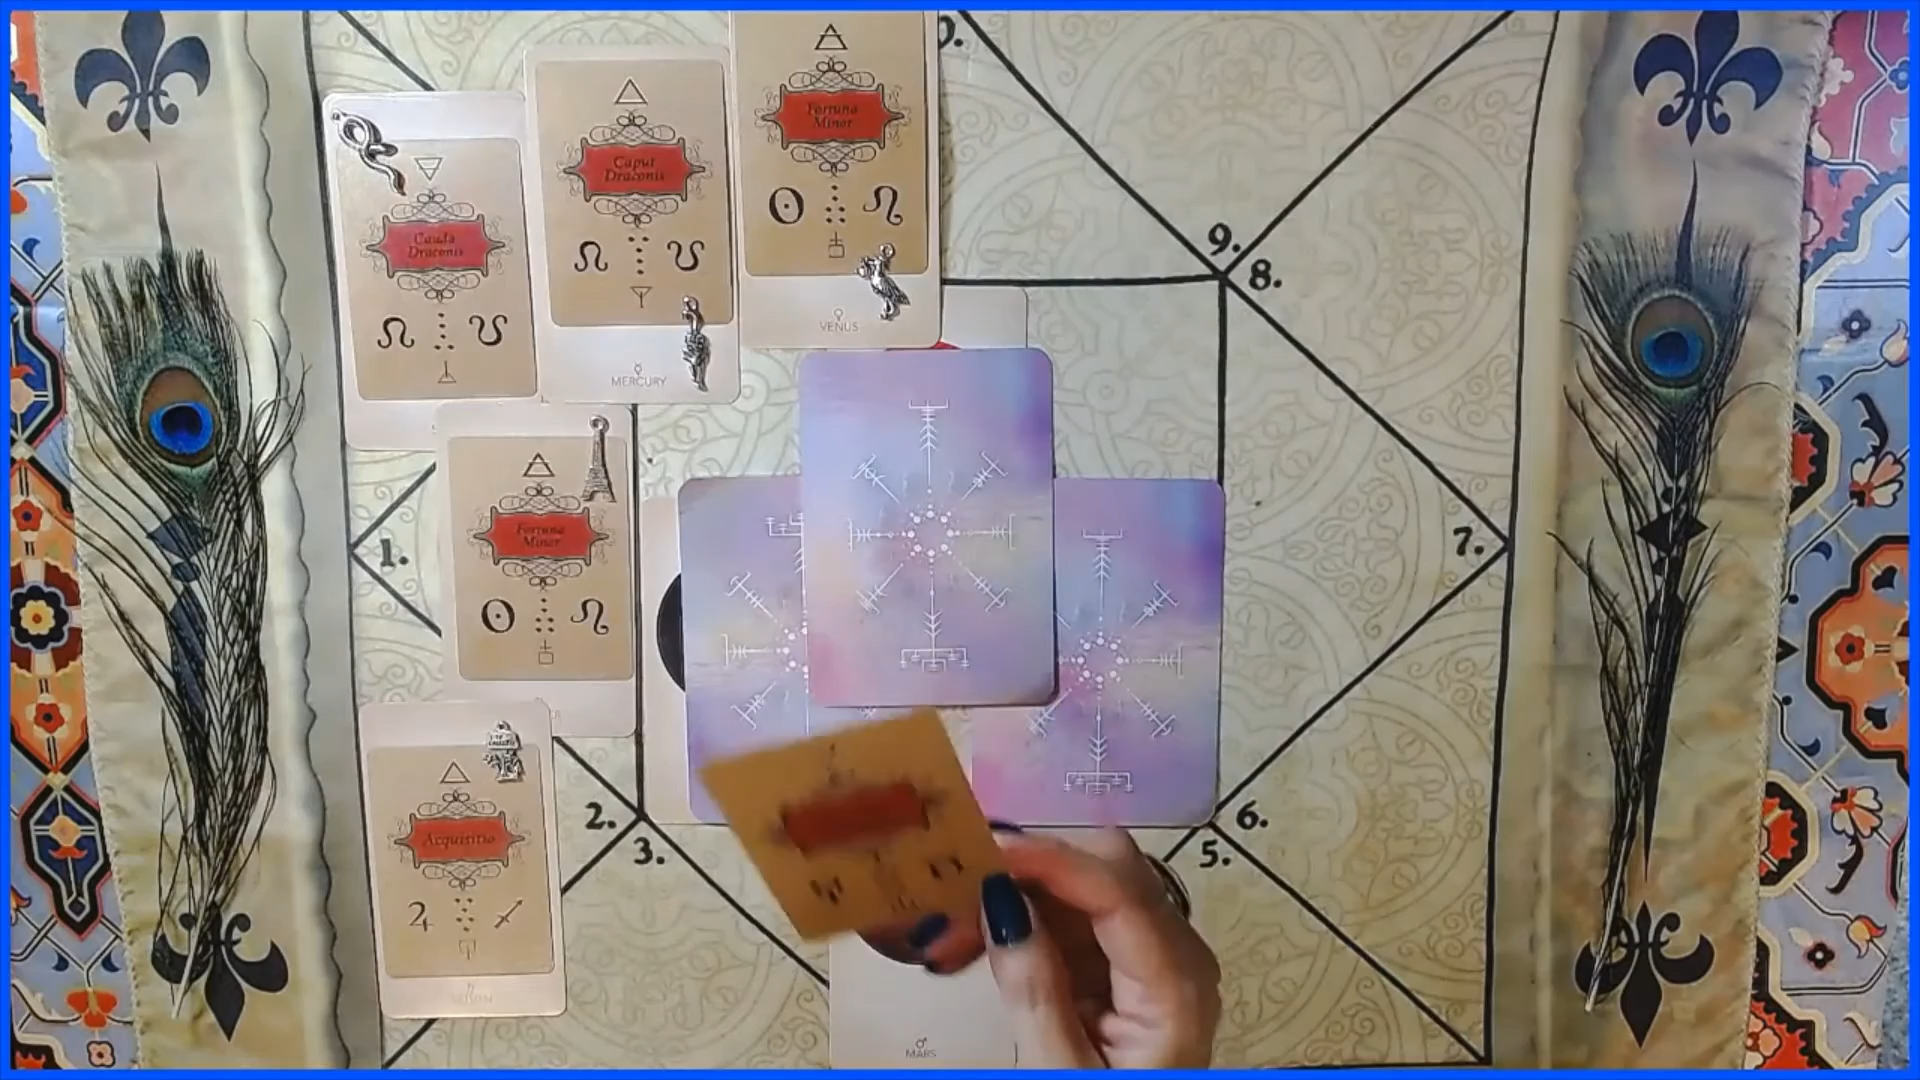 Fortuna
Minor
VENUS
Caput
Draconis
MERCURY
Cauda
Draconis
9.
8.
Fortuna
Minor
1.
7.
Acquisitio
2.
3.
6.
5.
MARS